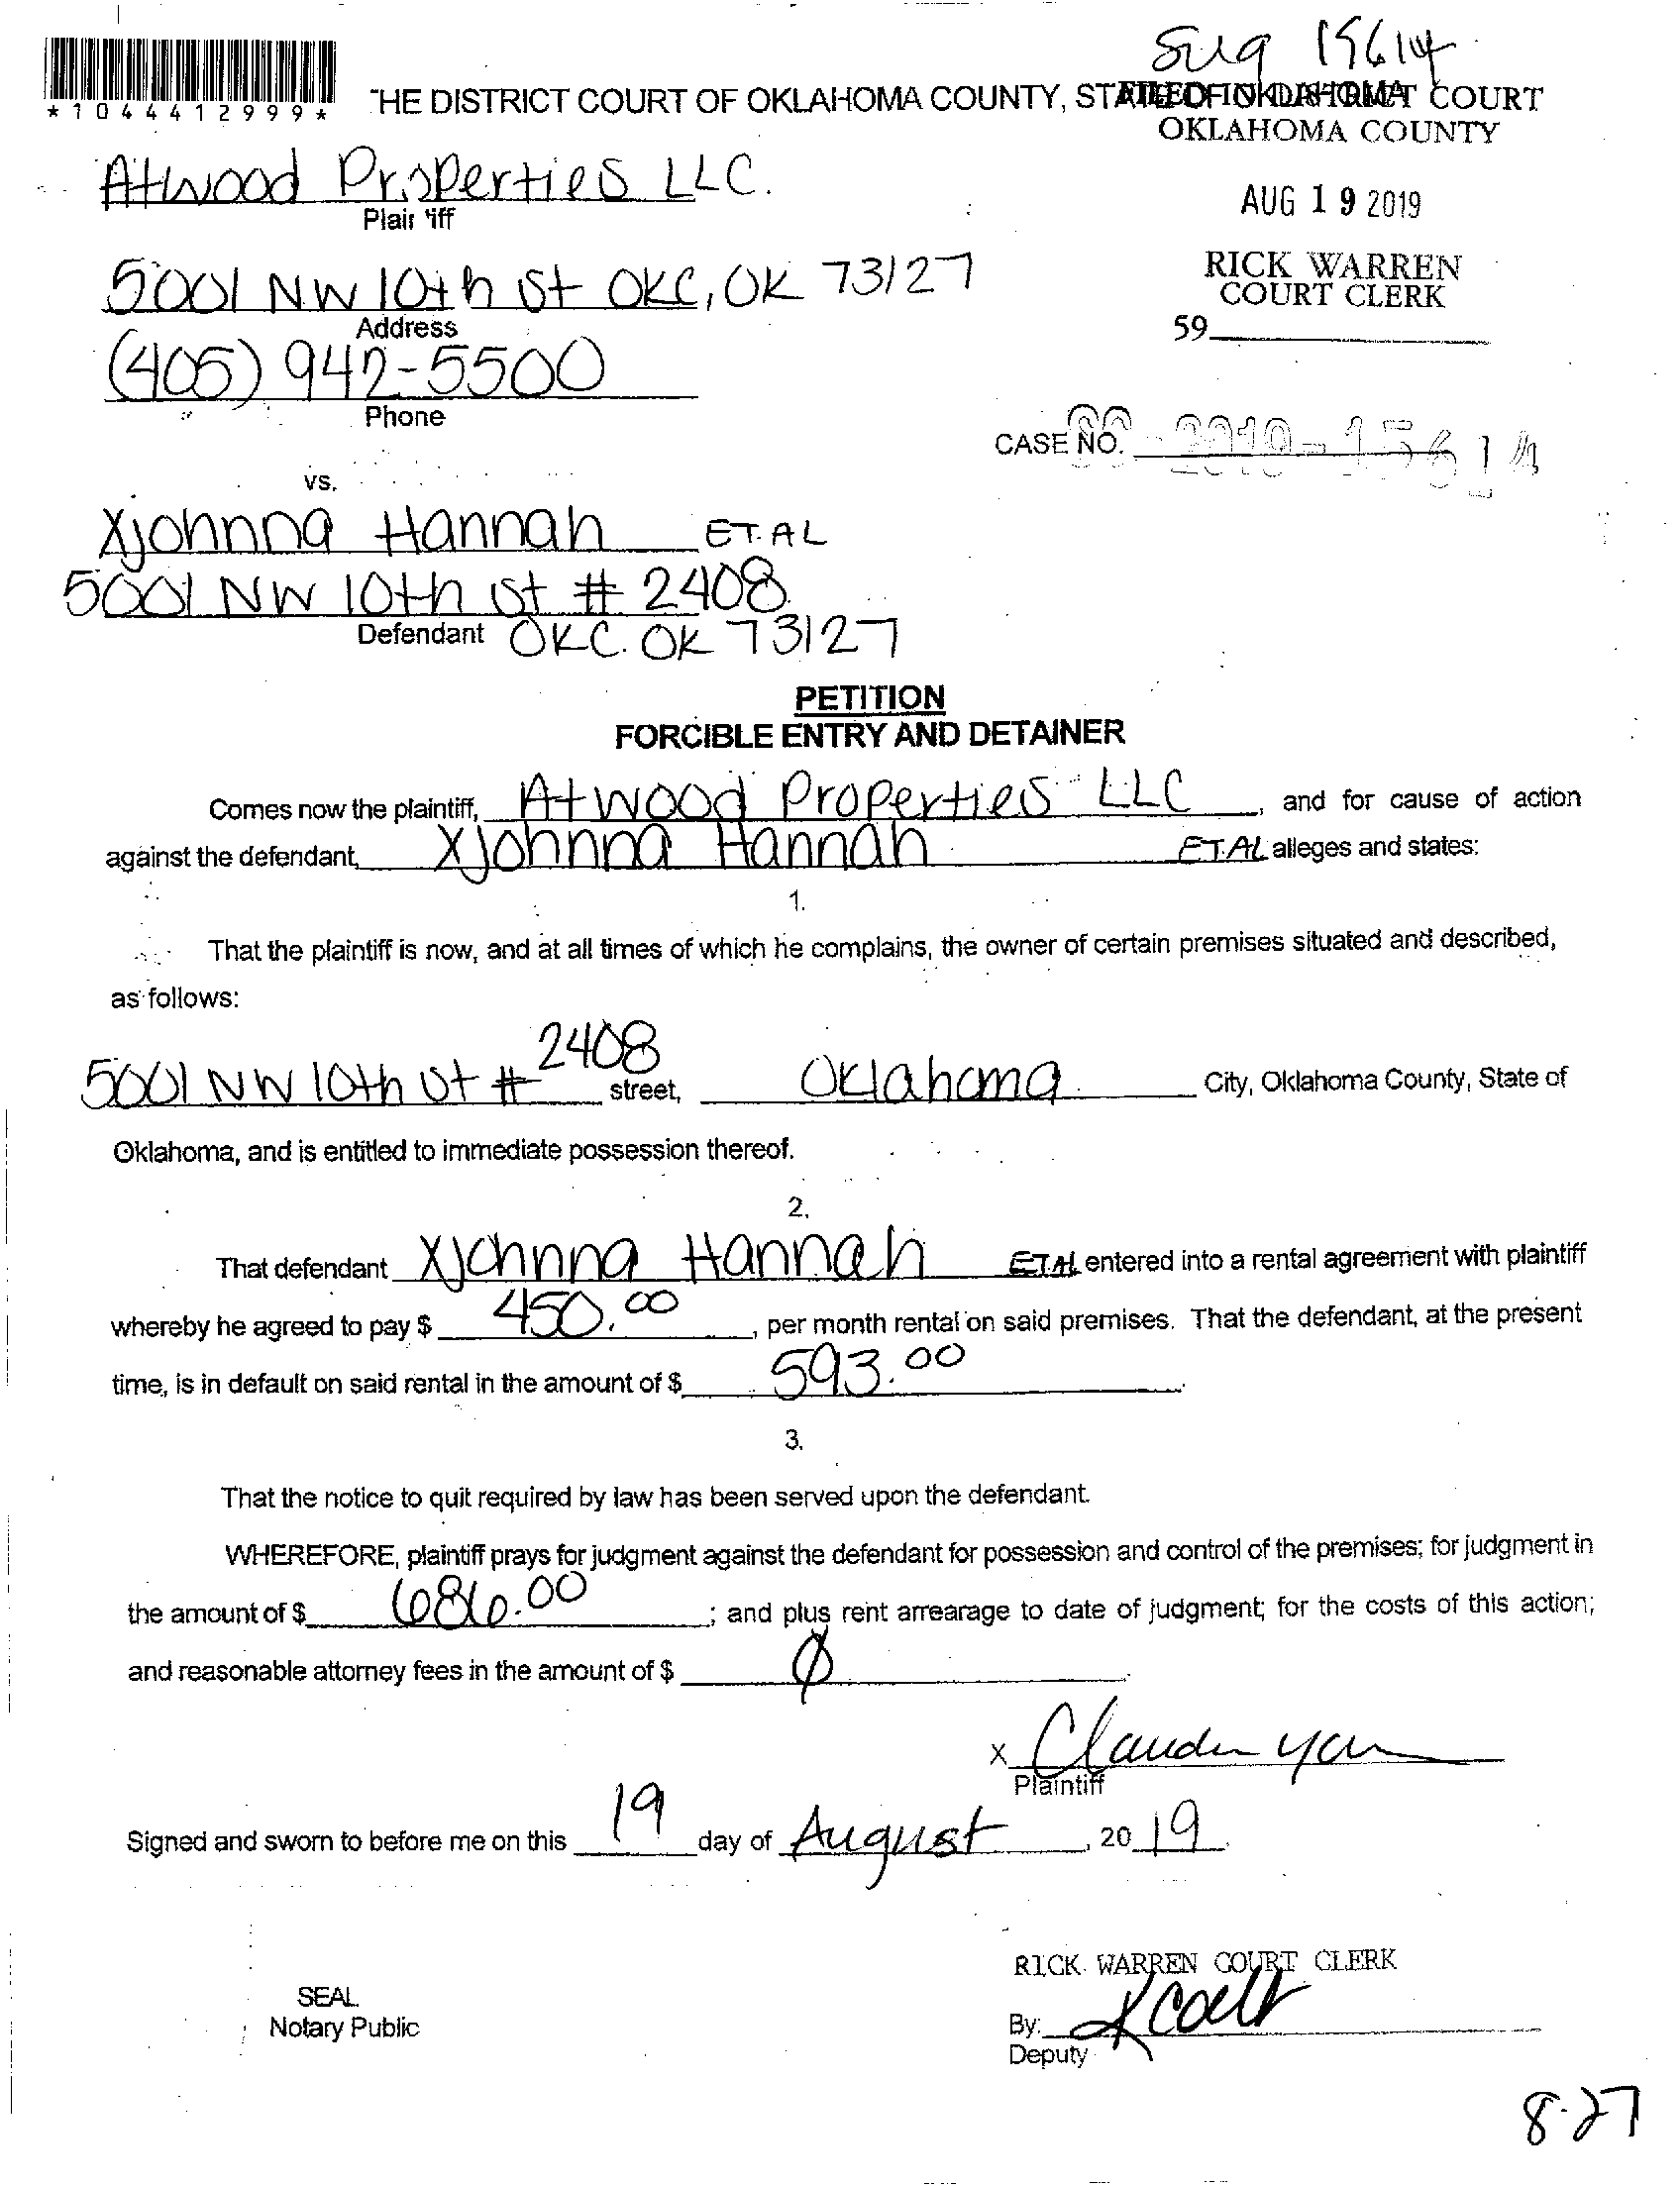 15614
*10444129999*
THE DISTRICT COURT OF OKLAHOMA COUNTY, STATE OF OKLAHOMA
FILED IN DISTRICT COURT
OKLAHOMA COUNTY
Atwood Properties LLC.
Plaintiff
AUG 19 2019
5001 NW 10th St OKC, OK 73127
Address
RICK WARREN
COURT CLERK
59
(405) 942-5500
Phone
CASE NO. - 2019-15614
vs.
Xjohnna Hannah ET. AL
5001 NW 10th St # 2408
Defendant OKC. OK 73127
PETITION
FORCIBLE ENTRY AND DETAINER
Comes now the plaintiff, Atwood Properties LLC, and for cause of action
against the defendant, Xjohnna Hannah ET.AL alleges and states:
1.
That the plaintiff is now, and at all times of which he complains, the owner of certain premises situated and described,
as follows:
5001 NW 10th St # 2408 street, Oklahoma City, Oklahoma County, State of
Oklahoma, and is entitled to immediate possession thereof.
2.
That defendant Xjohnna Hannah ET.AL entered into a rental agreement with plaintiff
whereby he agreed to pay $ 450.00, per month rental on said premises. That the defendant, at the present
time, is in default on said rental in the amount of $ 593.00.
3.
That the notice to quit required by law has been served upon the defendant.
WHEREFORE, plaintiff prays for judgment against the defendant for possession and control of the premises; for judgment in
the amount of $ 686.00; and plus rent arrearage to date of judgment; for the costs of this action;
and reasonable attorney fees in the amount of $ Ø.
X
Plaintiff
Signed and sworn to before me on this 19 day of August, 2019.
RICK WARREN COURT CLERK
SEAL
Notary Public
By:
Deputy
8-27